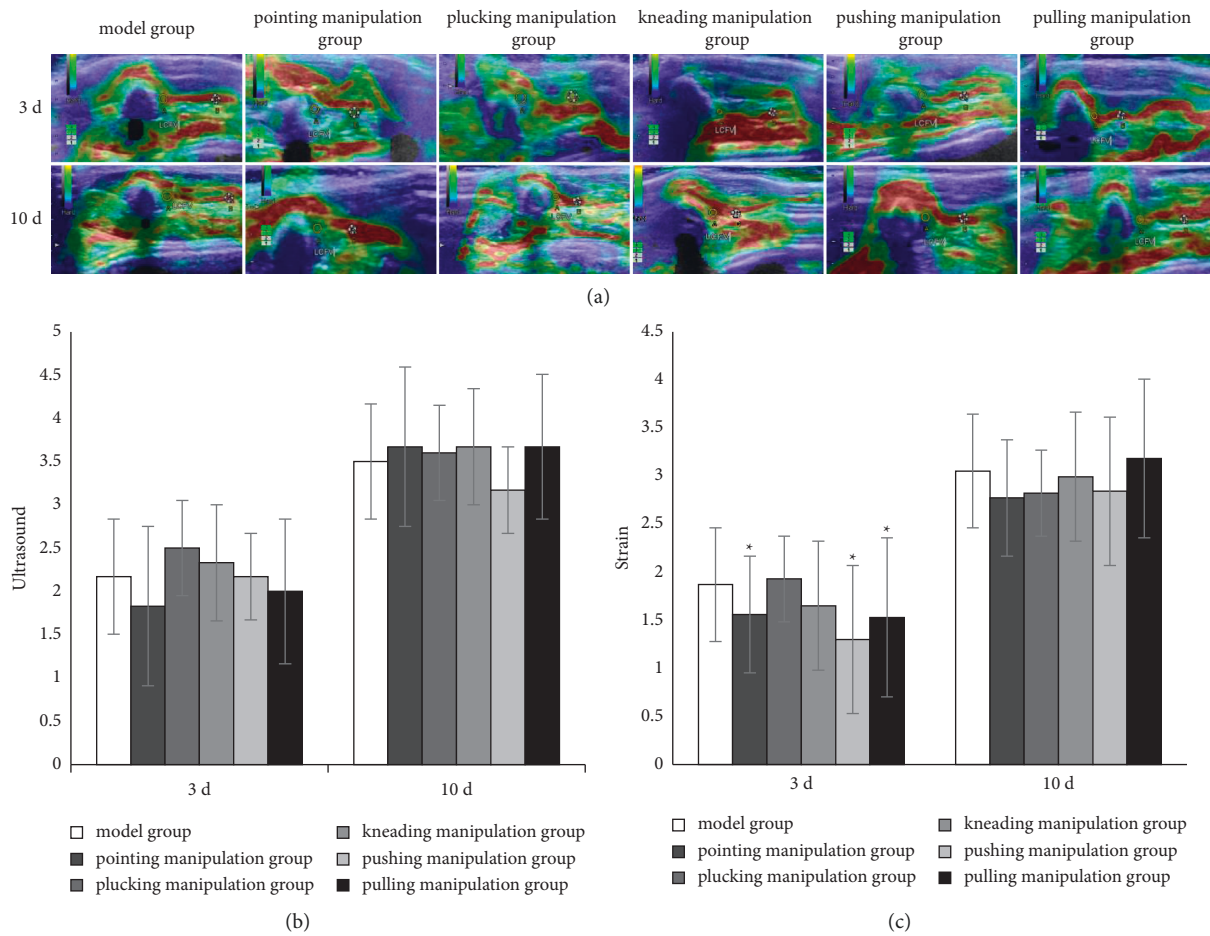 model group
pointing manipulation
group
plucking manipulation
group
kneading manipulation
group
pushing manipulation
group
pulling manipulation
group
3 d
10 d
(a)
Ultrasound
5
4.5
4
3.5
3
2.5
2
1.5
1
0.5
0
3 d
10 d
model group
pointing manipulation group
plucking manipulation group
kneading manipulation group
pushing manipulation group
pulling manipulation group
(b)
Strain
4.5
4
3.5
3
2.5
2
1.5
1
0.5
0
*
*
*
3 d
10 d
model group
pointing manipulation group
plucking manipulation group
kneading manipulation group
pushing manipulation group
pulling manipulation group
(c)